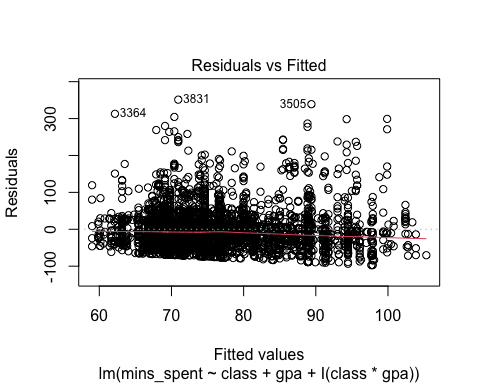 Residuals vs Fitted
Residuals
300
100
0
-100
3364
3831
3505
60 70 80 90 100
Fitted values
lm(mins_spent ~ class + gpa + I(class * gpa))